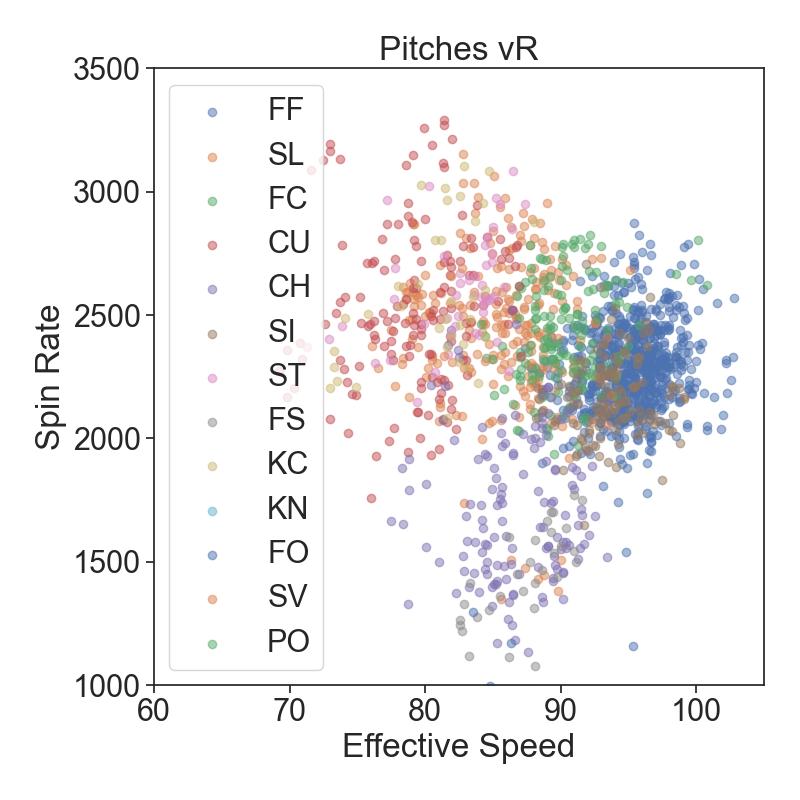 Pitches vR
3500
3000
2500
2000
1500
1000
Spin Rate
FF
SL
FC
CU
CH
SI
ST
FS
KC
KN
FO
SV
PO
60 70 80 90 100
Effective Speed